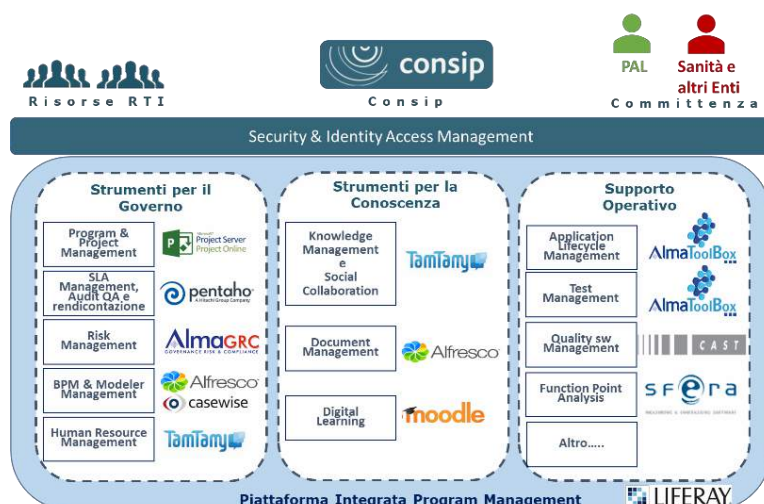 consip
PAL
Sanità e
altri Enti
Risorse RTI
Consip
Committenza
Security & Identity Access Management
Strumenti per il
Governo
Program &
Project
Management
Project Server
Project Online
SLA
Management,
Audit QA e
rendicontazione
pentaho
A Hitachi Group Company
Risk
Management
AlmaGRC
GOVERNANCE RISK & COMPLIANCE
BPM & Modeler
Management
Alfresco
casewise
Human Resource
Management
TamTamy
Strumenti per la
Conoscenza
Knowledge
Management
e
Social
Collaboration
TamTamy
Document
Management
Alfresco
Digital
Learning
moodle
Supporto
Operativo
Application
Lifecycle
Management
AlmaToolBox
Test
Management
AlmaToolBox
Quality sw
Management
CAST
Function Point
Analysis
sfera
Altro.....
Piattaforma Integrata Program Management
LIFERAY